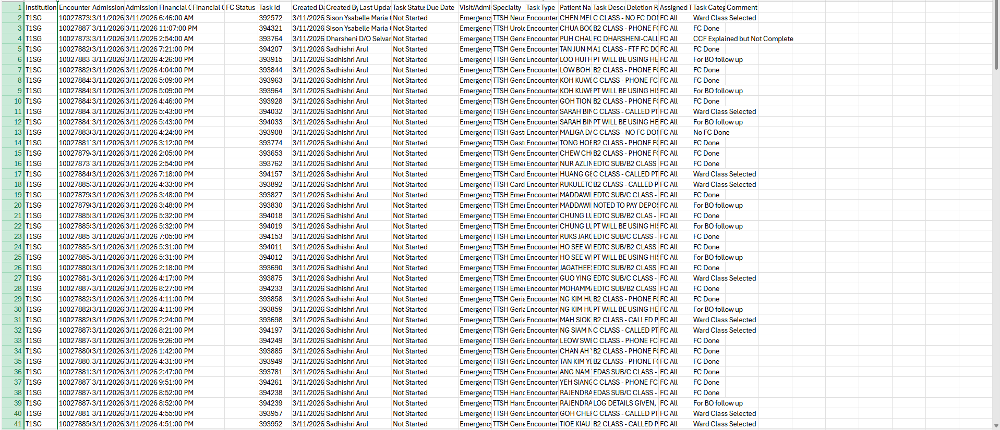 1 Institution Encounter Admission Admission Financial C Financial C FC Status Task Id Created Da Created By Last Updat Task Status Due Date Visit/Admi Specialty Task Type Patient Na Task Descr Deletion R Assigned T Task Categ Comment
2 T1SG 10027873 3/11/2026 3/11/2026 6:46:00 AM 392572 3/11/2026 Sison Ysabelle Maria Not Started Emergency TTSH Neur Encounter CHEN MEI C CLASS - NO FC DON FC All Ward Class Selected
3 T1SG 10027887 3/11/2026 3/11/2026 11:07:00 PM 394321 3/11/2026 Sison Ysabelle Maria Not Started Emergency TTSH Urolo Encounter CHUA BOO B2 CLASS - PHONE F FC All FC Done
4 T1SG 10027873 3/11/2026 3/11/2026 2:54:00 AM 393764 3/11/2026 Dharsheni D/O Selvar Not Started Emergency TTSH Gene Encounter PUH CHAU FC DHARSHENI-CALL FC All CCF Explained but Not Complete
5 T1SG 10027882 3/11/2026 3/11/2026 7:21:00 PM 394207 3/11/2026 Sadhishri Arul Not Started Emergency TTSH Gene Encounter TAN JUN M A1 CLASS - FTF FC DO FC All FC Done
6 T1SG 10027883 3/11/2026 3/11/2026 4:26:00 PM 393915 3/11/2026 Sadhishri Arul Not Started Emergency TTSH Gene Encounter LOO HUI H PT WILL BE USING HE FC All For BO follow up
7 T1SG 10027882 3/11/2026 3/11/2026 4:04:00 PM 393844 3/11/2026 Sadhishri Arul Not Started Emergency TTSH Gene Encounter LOW BOH B2 CLASS - PHONE F FC All FC Done
8 T1SG 10027884 3/11/2026 3/11/2026 5:09:00 PM 393963 3/11/2026 Sadhishri Arul Not Started Emergency TTSH Gene Encounter KOH KUWE C CLASS - PHONE FC FC All FC Done
9 T1SG 10027884 3/11/2026 3/11/2026 5:09:00 PM 393964 3/11/2026 Sadhishri Arul Not Started Emergency TTSH Gene Encounter KOH KUWE PT WILL BE USING HIS FC All For BO follow up
10 T1SG 10027884 3/11/2026 3/11/2026 4:46:00 PM 393928 3/11/2026 Sadhishri Arul Not Started Emergency TTSH Gene Encounter GOH TION B2 CLASS - PHONE F FC All FC Done
11 T1SG 10027884 3/11/2026 3/11/2026 5:43:00 PM 394032 3/11/2026 Sadhishri Arul Not Started Emergency TTSH Gene Encounter SARAH BIN C CLASS - CALLED PT FC All Ward Class Selected
12 T1SG 10027884 3/11/2026 3/11/2026 5:43:00 PM 394033 3/11/2026 Sadhishri Arul Not Started Emergency TTSH Gene Encounter SARAH BIN PT WILL BE USING HE FC All For BO follow up
13 T1SG 10027883 3/11/2026 3/11/2026 4:24:00 PM 393908 3/11/2026 Sadhishri Arul Not Started Emergency TTSH Gast Encounter MALIGA D/ C CLASS - NO FC DON FC All No FC Done
14 T1SG 10027881 3/11/2026 3/11/2026 3:12:00 PM 393774 3/11/2026 Sadhishri Arul Not Started Emergency TTSH Gast Encounter TONG HOE B2 CLASS - PHONE F FC All FC Done
15 T1SG 10027879 3/11/2026 3/11/2026 2:05:00 PM 393653 3/11/2026 Sadhishri Arul Not Started Emergency TTSH Gene Encounter CHEW CH B2 CLASS - PHONE F FC All FC Done
16 T1SG 10027873 3/11/2026 3/11/2026 2:54:00 PM 393762 3/11/2026 Sadhishri Arul Not Started Emergency TTSH Emer Encounter NUR AZLIN EDTC SUB/B2 CLASS FC All FC Done
17 T1SG 10027884 3/11/2026 3/11/2026 7:18:00 PM 394157 3/11/2026 Sadhishri Arul Not Started Emergency TTSH Card Encounter HUANG GE C CLASS - CALLED PT FC All Ward Class Selected
18 T1SG 10027885 3/11/2026 3/11/2026 4:33:00 PM 393892 3/11/2026 Sadhishri Arul Not Started Emergency TTSH Card Encounter RUKULETC B2 CLASS - CALLED P FC All Ward Class Selected
19 T1SG 10027879 3/11/2026 3/11/2026 3:48:00 PM 393827 3/11/2026 Sadhishri Arul Not Started Emergency TTSH Emer Encounter MADDAWI EDTC SUB/C CLASS - FC All FC Done
20 T1SG 10027879 3/11/2026 3/11/2026 3:48:00 PM 393830 3/11/2026 Sadhishri Arul Not Started Emergency TTSH Emer Encounter MADDAWI NOTED TO PAY DEPOS FC All For BO follow up
21 T1SG 10027885 3/11/2026 3/11/2026 5:32:00 PM 394018 3/11/2026 Sadhishri Arul Not Started Emergency TTSH Emer Encounter CHUNG LU EDTC SUB/B2 CLAS - FC All FC Done
22 T1SG 10027885 3/11/2026 3/11/2026 5:32:00 PM 394019 3/11/2026 Sadhishri Arul Not Started Emergency TTSH Emer Encounter CHUNG LU PT WILL BE USING HIS FC All For BO follow up
23 T1SG 10027885 3/11/2026 3/11/2026 7:05:00 PM 394153 3/11/2026 Sadhishri Arul Not Started Emergency TTSH Emer Encounter RUKS JARO EDTC SUB/C CLASS - FC All FC Done
24 T1SG 10027885 3/11/2026 3/11/2026 5:31:00 PM 394011 3/11/2026 Sadhishri Arul Not Started Emergency TTSH Emer Encounter HO SEE W EDTC SUB/B2 CLASS FC All FC Done
25 T1SG 10027885 3/11/2026 3/11/2026 5:31:00 PM 394012 3/11/2026 Sadhishri Arul Not Started Emergency TTSH Emer Encounter HO SEE W PT WILL BE USING HIS FC All For BO follow up
26 T1SG 10027880 3/11/2026 3/11/2026 2:18:00 PM 393690 3/11/2026 Sadhishri Arul Not Started Emergency TTSH Emer Encounter JAGATHEE EDTC SUB/B2 CLASS FC All FC Done
27 T1SG 10027881 3/11/2026 3/11/2026 4:17:00 PM 393875 3/11/2026 Sadhishri Arul Not Started Emergency TTSH Emer Encounter GUO YING EDTC SUB/C CLASS - FC All Ward Class Selected
28 T1SG 10027887 3/11/2026 3/11/2026 8:27:00 PM 394233 3/11/2026 Sadhishri Arul Not Started Emergency TTSH Emer Encounter MOHAMM EDTC SUB/B2 CLASS FC All FC Done
29 T1SG 10027882 3/11/2026 3/11/2026 4:11:00 PM 393858 3/11/2026 Sadhishri Arul Not Started Emergency TTSH Geria Encounter NG KIM HU B2 CLASS - PHONE F FC All FC Done
30 T1SG 10027882 3/11/2026 3/11/2026 4:11:00 PM 393859 3/11/2026 Sadhishri Arul Not Started Emergency TTSH Geria Encounter NG KIM HU PT WILL BE USING HE FC All For BO follow up
31 T1SG 10027882 3/11/2026 3/11/2026 2:24:00 PM 393698 3/11/2026 Sadhishri Arul Not Started Emergency TTSH Geria Encounter MAH SIOK B2 CLASS - CALLED P FC All Ward Class Selected
32 T1SG 10027887 3/11/2026 3/11/2026 8:21:00 PM 394197 3/11/2026 Sadhishri Arul Not Started Emergency TTSH Geria Encounter NG SIAM N C CLASS - CALLED PT FC All Ward Class Selected
33 T1SG 10027887 3/11/2026 3/11/2026 9:26:00 PM 394249 3/11/2026 Sadhishri Arul Not Started Emergency TTSH Geria Encounter LEOW SWE C CLASS - PHONE FC FC All FC Done
34 T1SG 10027880 3/11/2026 3/11/2026 1:42:00 PM 393885 3/11/2026 Sadhishri Arul Not Started Emergency TTSH Geria Encounter CHAN AH B2 CLASS - PHONE F FC All FC Done
35 T1SG 10027880 3/11/2026 3/11/2026 4:31:00 PM 393949 3/11/2026 Sadhishri Arul Not Started Emergency TTSH Geria Encounter TAN KIM YE B2 CLASS - PHONE F FC All FC Done
36 T1SG 10027881 3/11/2026 3/11/2026 2:47:00 PM 393781 3/11/2026 Sadhishri Arul Not Started Emergency TTSH Gene Encounter ANG NAM EDAS SUB/C CLASS - FC All FC Done
37 T1SG 10027887 3/11/2026 3/11/2026 9:51:00 PM 394261 3/11/2026 Sadhishri Arul Not Started Emergency TTSH Gene Encounter YEH SIANG C CLASS - PHONE FC FC All FC Done
38 T1SG 10027887 3/11/2026 3/11/2026 8:52:00 PM 394238 3/11/2026 Sadhishri Arul Not Started Emergency TTSH Hand Encounter RAJENDRA EDAS SUB/C CLASS - FC All FC Done
39 T1SG 10027887 3/11/2026 3/11/2026 8:52:00 PM 394239 3/11/2026 Sadhishri Arul Not Started Emergency TTSH Hand Encounter RAJENDRA LOG DETAILS GIVEN, FC All For BO follow up
40 T1SG 10027881 3/11/2026 3/11/2026 4:55:00 PM 393957 3/11/2026 Sadhishri Arul Not Started Emergency TTSH Gene Encounter GOH CHER C CLASS - CALLED PT FC All Ward Class Selected
41 T1SG 10027885 3/11/2026 3/11/2026 4:51:00 PM 393952 3/11/2026 Sadhishri Arul Not Started Emergency TTSH Gene Encounter TIOE KIAU B2 CLASS - CALLED P FC All Ward Class Selected